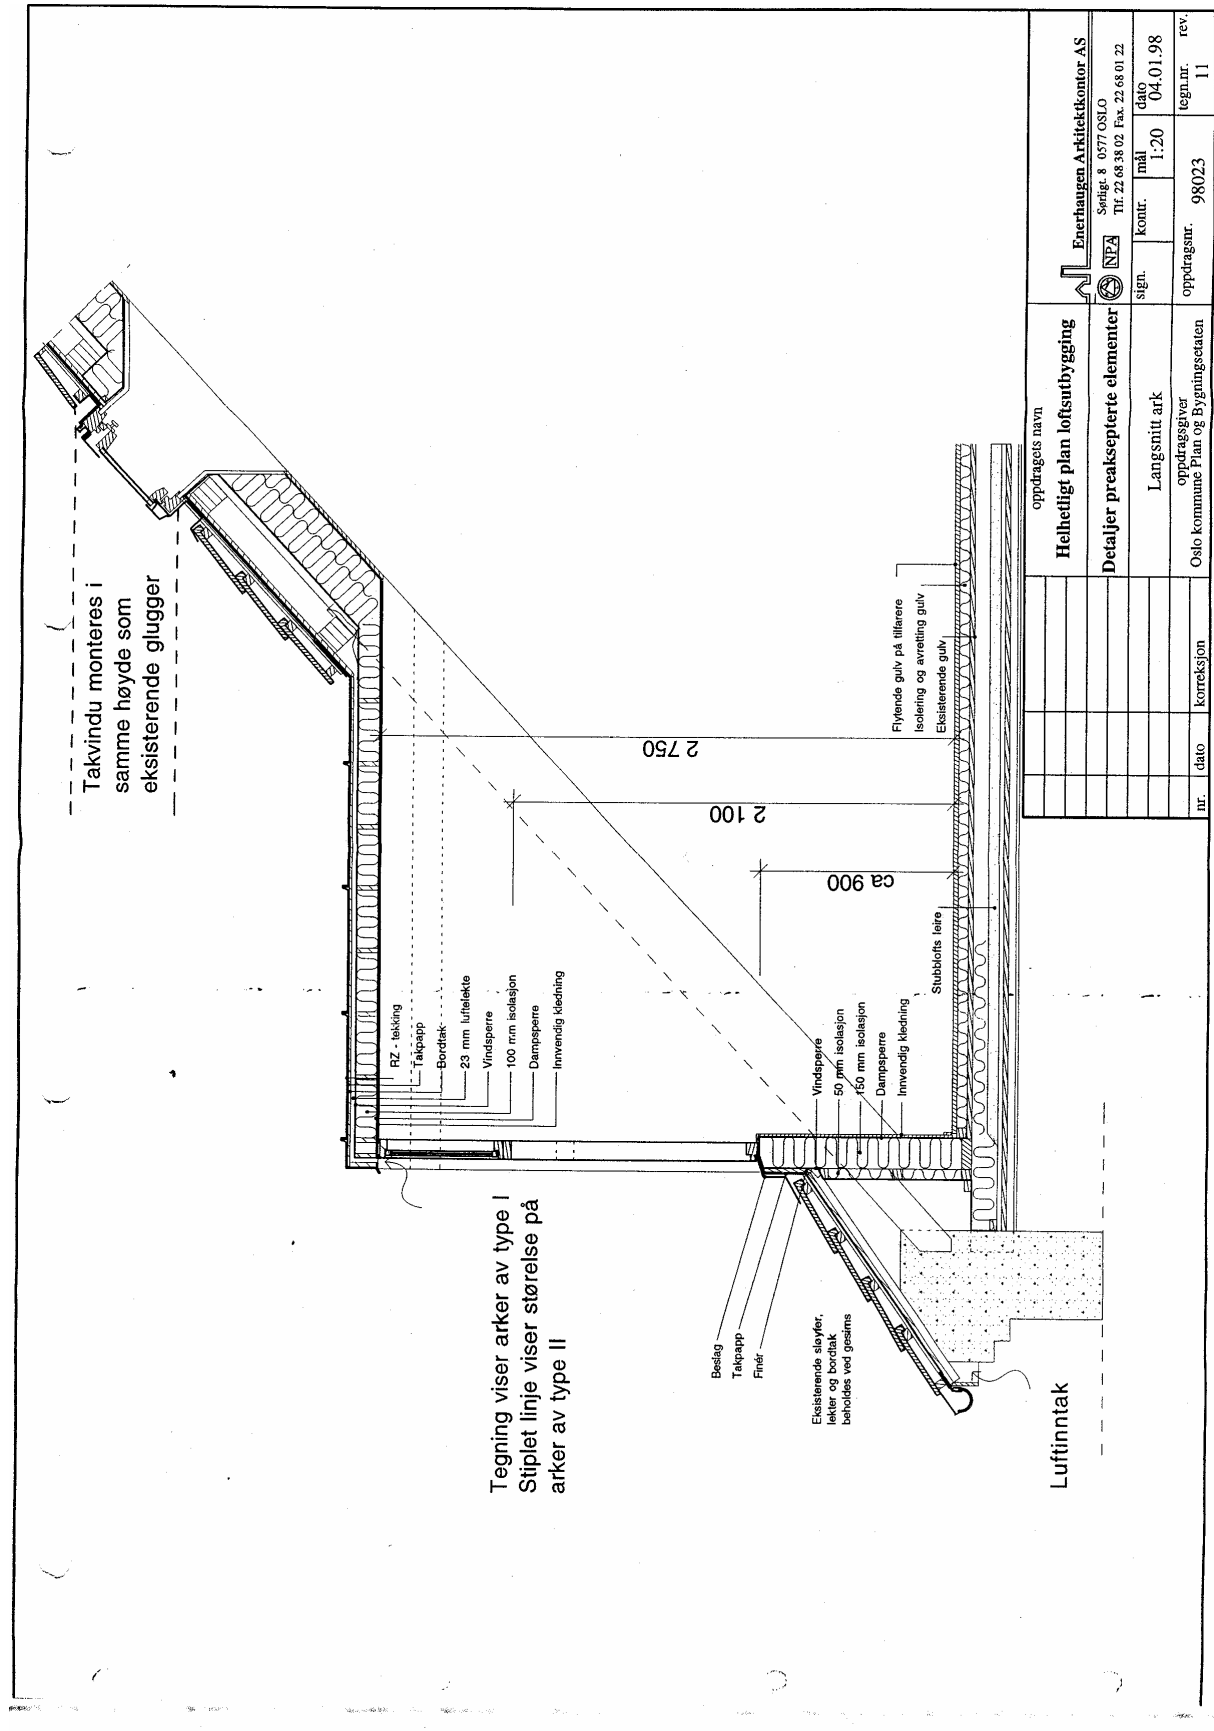 Takvindu monteres i
samme høyde som
eksisterende glugger
RZ - tekking
Takpapp
Bordtak
23 mm luftelekte
Vindsperre
100 mm isolasjon
Dampsperre
Innvendig kledning
2 750
2 100
ca 900
Flytende gulv på tilfarere
Isolering og avretting gulv
Eksisterende gulv
Stubblofts leire
Vindsperre
50 mm isolasjon
150 mm isolasjon
Dampsperre
Innvendig kledning
Tegning viser arker av type I
Stiplet linje viser størelse på
arker av type II
Beslag
Takpapp
Finér
Eksisterende sløyfer,
lekter og bordtak
beholdes ved gesims
Luftinntak
nr. dato korreksjon
oppdragets navn
Helhetligt plan loftsutbygging
Detaljer preaksepterte elementer
Langsnitt ark
oppdragsgiver
Oslo kommune Plan og Bygningsetaten
Enerhaugen Arkitektkontor AS
NPA
Sørligt. 8 0577 OSLO
Tlf. 22 68 38 02 Fax. 22 68 01 22
sign. kontr. mål dato
1:20 04.01.98
oppdragsnr. 98023 tegn.nr. rev.
11